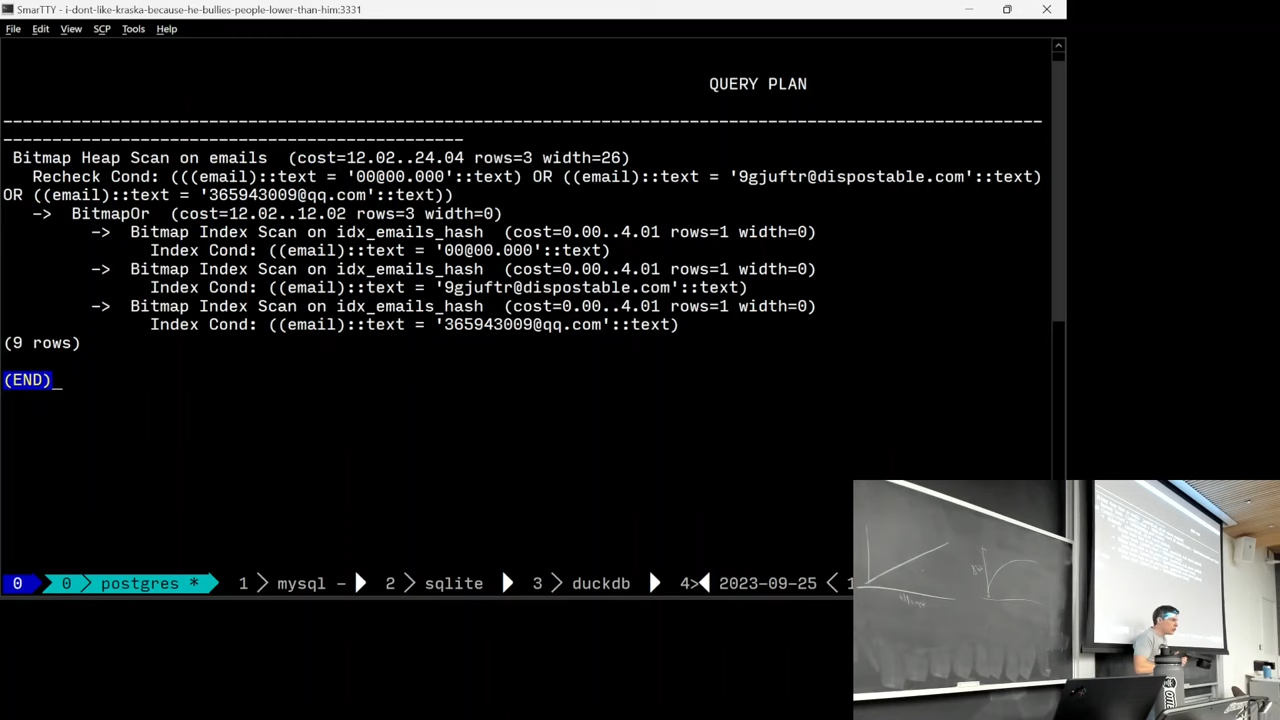 SmarTTY - i-dont-like-kraska-because-he-bullies-people-lower-than-him:3331
File Edit View SCP Tools Help
QUERY PLAN
---------------------------------------------------------------------------------------------------------
-----------------------------------------------
Bitmap Heap Scan on emails (cost=12.02..24.04 rows=3 width=26)
Recheck Cond: (((email)::text = '00@00.000'::text) OR ((email)::text = '9gjuftr@dispostable.com'::text)
OR ((email)::text = '365943009@qq.com'::text))
-> BitmapOr (cost=12.02..12.02 rows=3 width=0)
-> Bitmap Index Scan on idx_emails_hash (cost=0.00..4.01 rows=1 width=0)
Index Cond: ((email)::text = '00@00.000'::text)
-> Bitmap Index Scan on idx_emails_hash (cost=0.00..4.01 rows=1 width=0)
Index Cond: ((email)::text = '9gjuftr@dispostable.com'::text)
-> Bitmap Index Scan on idx_emails_hash (cost=0.00..4.01 rows=1 width=0)
Index Cond: ((email)::text = '365943009@qq.com'::text)
(9 rows)
(END)_
0 0 postgres * 1 mysql - 2 sqlite 3 duckdb 4> 2023-09-25 1